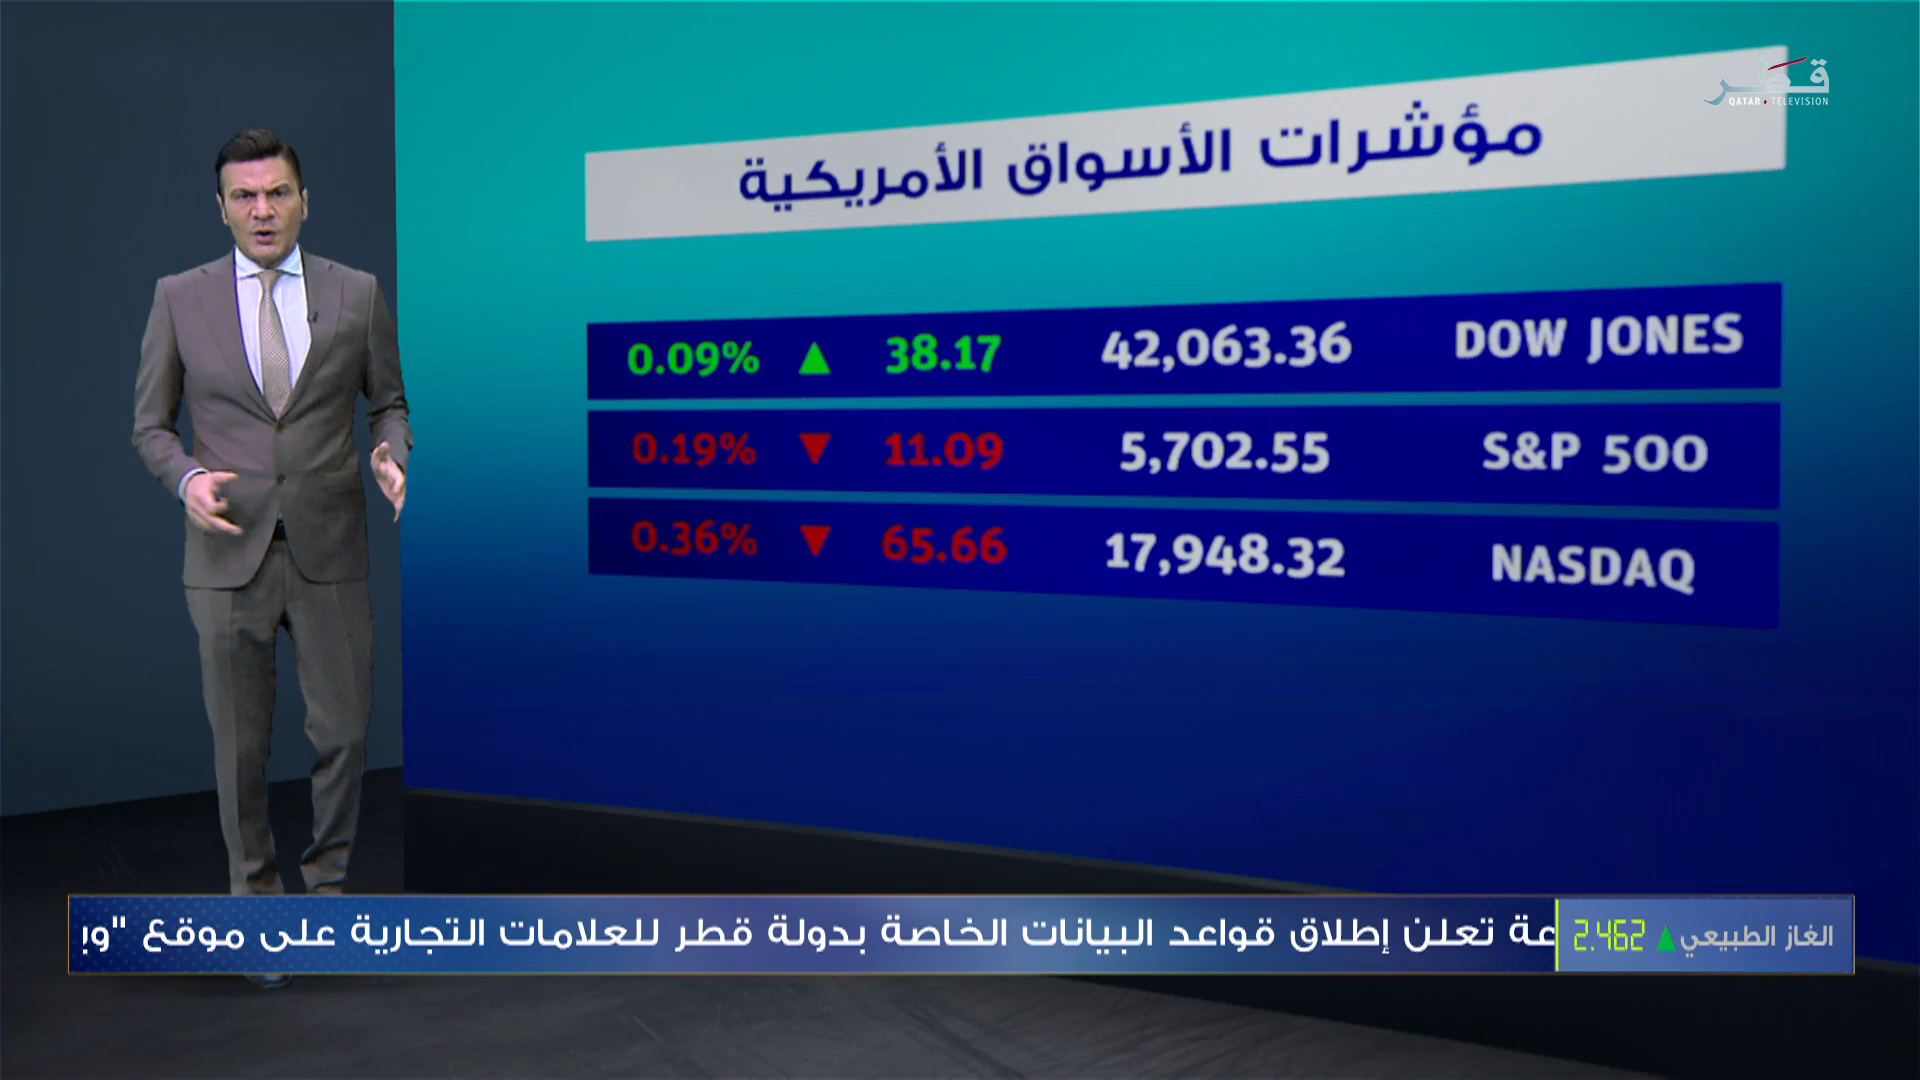 قطر
QATAR TELEVISION
مؤشرات الأسواق الأمريكية
DOW JONES 42,063.36 38.17 ▲ 0.09%
S&P 500 5,702.55 11.09 ▼ 0.19%
NASDAQ 17,948.32 65.66 ▼ 0.36%
الغاز الطبيعي ▲ 2.462
تعلن إطلاق قواعد البيانات الخاصة بدولة قطر للعلامات التجارية على موقع "